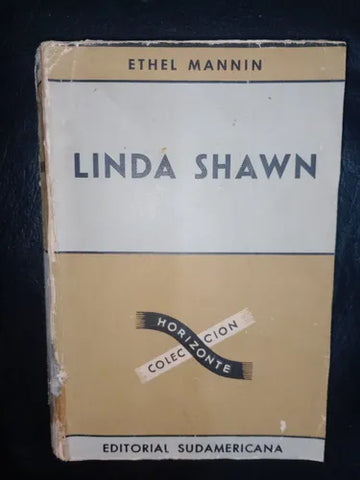 ETHEL MANNIN
LINDA SHAWN
COLECCION
HORIZONTE
EDITORIAL SUDAMERICANA